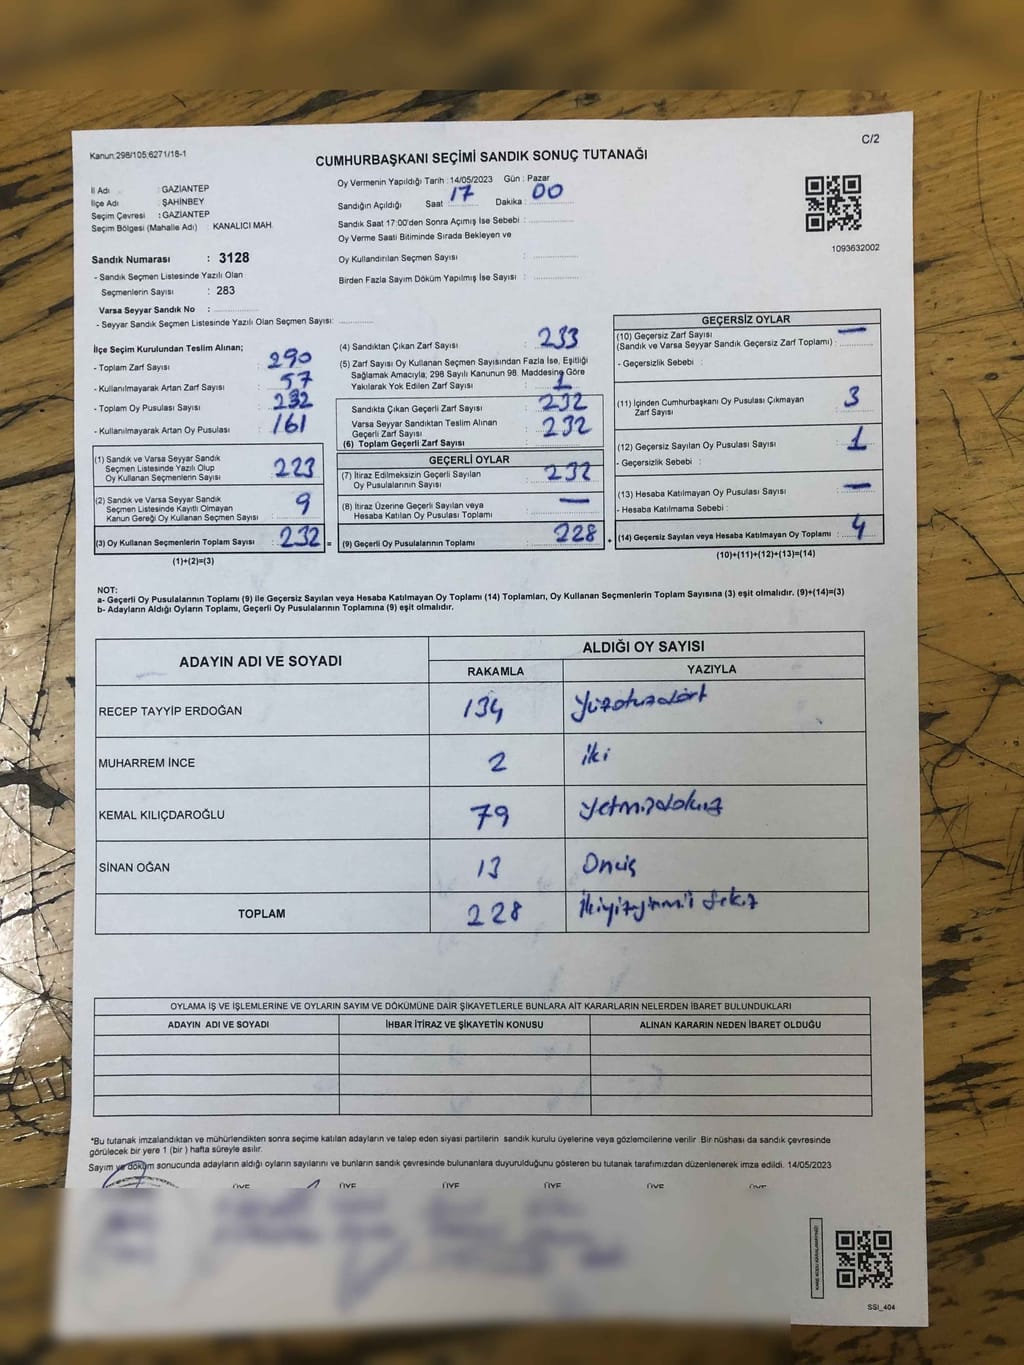 C/2
Kanun:298/105;6271/18-1
CUMHURBAŞKANI SEÇİMİ SANDIK SONUÇ TUTANAĞI
İl Adı : GAZİANTEP
İlçe Adı : ŞAHİNBEY
Seçim Çevresi : GAZİANTEP
Seçim Bölgesi (Mahalle Adı) : KANALICI MAH.
Oy Vermenin Yapıldığı Tarih : 14/05/2023 Gün : Pazar
Sandığın Açıldığı Saat 17 Dakika : 00
Sandık Saat 17:00'den Sonra Açımış İse Sebebi :
Oy Verme Saati Bitiminde Sırada Bekleyen ve
Oy Kullandırılan Seçmen Sayısı :
Birden Fazla Sayım Döküm Yapılmış İse Sayısı :
1093632002
Sandık Numarası : 3128
- Sandık Seçmen Listesinde Yazılı Olan
Seçmenlerin Sayısı : 283
Varsa Seyyar Sandık No :
- Seyyar Sandık Seçmen Listesinde Yazılı Olan Seçmen Sayısı:
İlçe Seçim Kurulundan Teslim Alınan;
- Toplam Zarf Sayısı : 290
- Kullanılmayarak Artan Zarf Sayısı : 57
- Toplam Oy Pusulası Sayısı : 232
- Kullanılmayarak Artan Oy Pusulası : 161
(1) Sandık ve Varsa Seyyar Sandık
Seçmen Listesinde Yazılı Olup
Oy Kullanan Seçmenlerin Sayısı : 223
(2) Sandık ve Varsa Seyyar Sandık
Seçmen Listesinde Kayıtlı Olmayan
Kanun Gereği Oy Kullanan Seçmen Sayısı : 9
(3) Oy Kullanan Seçmenlerin Toplam Sayısı : 232 =
(1)+(2)=(3)
(4) Sandıktan Çıkan Zarf Sayısı : 233
(5) Zarf Sayısı Oy Kullanan Seçmen Sayısından Fazla İse, Eşitliği
Sağlamak Amacıyla; 298 Sayılı Kanunun 98. Maddesine Göre
Yakılarak Yok Edilen Zarf Sayısı : 1
Sandıkta Çıkan Geçerli Zarf Sayısı : 232
Varsa Seyyar Sandıktan Teslim Alınan
Geçerli Zarf Sayısı
(6) Toplam Geçerli Zarf Sayısı : 232
GEÇERLİ OYLAR
(7) İtiraz Edilmeksizin Geçerli Sayılan
Oy Pusulalarının Sayısı : 232
(8) İtiraz Üzerine Geçerli Sayılan veya
Hesaba Katılan Oy Pusulası Toplamı : —
(9) Geçerli Oy Pusulalarının Toplamı : 228 +
GEÇERSİZ OYLAR
(10) Geçersiz Zarf Sayısı
(Sandık ve Varsa Seyyar Sandık Geçersiz Zarf Toplamı) : —
- Geçersizlik Sebebi :
(11) İçinden Cumhurbaşkanı Oy Pusulası Çıkmayan
Zarf Sayısı : 3
(12) Geçersiz Sayılan Oy Pusulası Sayısı : 1
- Geçersizlik Sebebi :
(13) Hesaba Katılmayan Oy Pusulası Sayısı : —
- Hesaba Katılmama Sebebi :
(14) Geçersiz Sayılan veya Hesaba Katılmayan Oy Toplamı : 4
(10)+(11)+(12)+(13)=(14)
NOT:
a- Geçerli Oy Pusulalarının Toplamı (9) ile Geçersiz Sayılan veya Hesaba Katılmayan Oy Toplamı (14) Toplamları, Oy Kullanan Seçmenlerin Toplam Sayısına (3) eşit olmalıdır. (9)+(14)=(3)
b- Adayların Aldığı Oyların Toplamı, Geçerli Oy Pusulalarının Toplamına (9) eşit olmalıdır.
ADAYIN ADI VE SOYADI ALDIĞI OY SAYISI
RAKAMLA YAZIYLA
RECEP TAYYİP ERDOĞAN 134 Yüzotuzdört
MUHARREM İNCE 2 iki
KEMAL KILIÇDAROĞLU 79 Yetmişdokuz
SİNAN OĞAN 13 Onüç
TOPLAM 228 ikiyüzyirmi sekiz
OYLAMA İŞ VE İŞLEMLERİNE VE OYLARIN SAYIM VE DÖKÜMÜNE DAİR ŞİKAYETLERLE BUNLARA AİT KARARLARIN NELERDEN İBARET BULUNDUKLARI
ADAYIN ADI VE SOYADI İHBAR İTİRAZ VE ŞİKAYETİN KONUSU ALINAN KARARIN NEDEN İBARET OLDUĞU
*Bu tutanak imzalandıktan ve mühürlendikten sonra seçime katılan adayların ve talep eden siyasi partilerin sandık kurulu üyelerine veya gözlemcilerine verilir. Bir nüshası da sandık çevresinde
görülecek bir yere 1 (bir) hafta süreyle asılır.
Sayım ve döküm sonucunda adayların aldığı oyların sayılarını ve bunların sandık çevresinde bulunanlara duyurulduğunu gösteren bu tutanak tarafımızdan düzenlenerek imza edildi. 14/05/2023
ÜYE ÜYE ÜYE ÜYE ÜYE ÜYE
SSİ_404